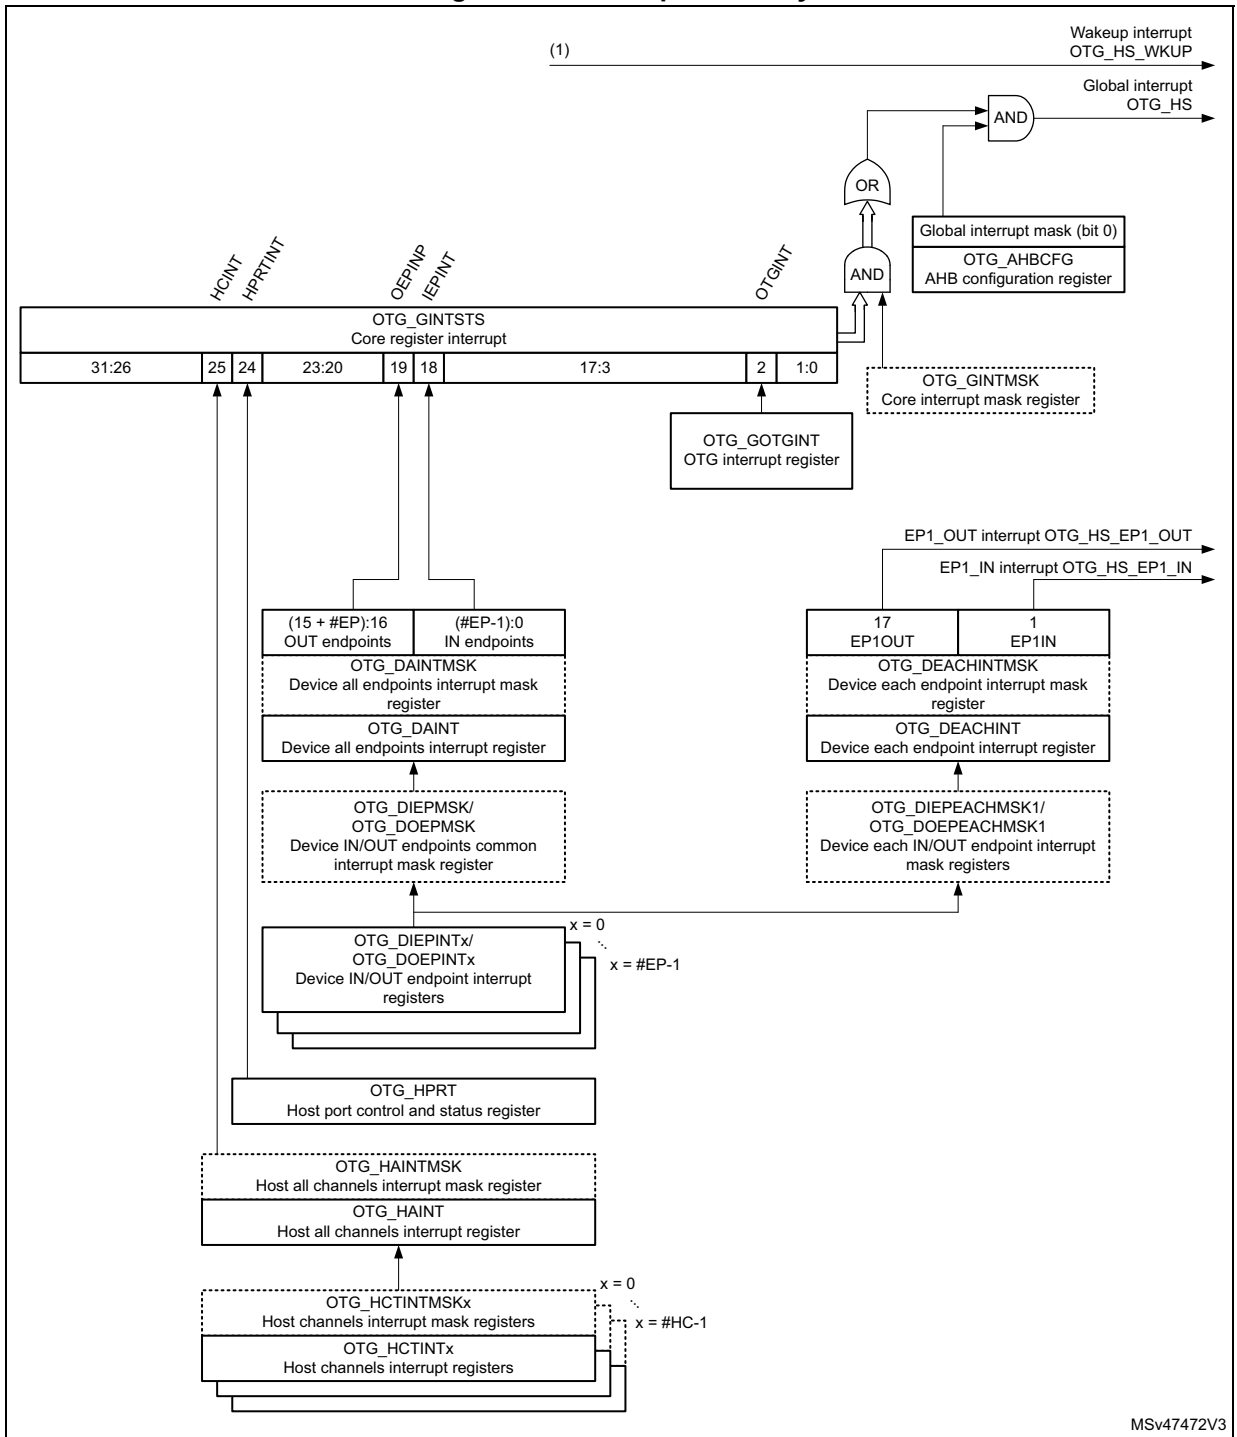 (1)
Wakeup interrupt
OTG_HS_WKUP
Global interrupt
OTG_HS
AND
OR
Global interrupt mask (bit 0)
OTG_AHBCFG
AHB configuration register
AND
HCINT
HPRTINT
OEPINP
IEPINT
OTGINT
OTG_GINTSTS
Core register interrupt
31:26 25 24 23:20 19 18 17:3 2 1:0
OTG_GINTMSK
Core interrupt mask register
OTG_GOTGINT
OTG interrupt register
EP1_OUT interrupt OTG_HS_EP1_OUT
EP1_IN interrupt OTG_HS_EP1_IN
(15 + #EP):16
OUT endpoints
(#EP-1):0
IN endpoints
OTG_DAINTMSK
Device all endpoints interrupt mask
register
OTG_DAINT
Device all endpoints interrupt register
17
EP1OUT
1
EP1IN
OTG_DEACHINTMSK
Device each endpoint interrupt mask
register
OTG_DEACHINT
Device each endpoint interrupt register
OTG_DIEPMSK/
OTG_DOEPMSK
Device IN/OUT endpoints common
interrupt mask register
OTG_DIEPEACHMSK1/
OTG_DOEPEACHMSK1
Device each IN/OUT endpoint interrupt
mask registers
OTG_DIEPINTx/
OTG_DOEPINTx
Device IN/OUT endpoint interrupt
registers
x = 0
x = #EP-1
OTG_HPRT
Host port control and status register
OTG_HAINTMSK
Host all channels interrupt mask register
OTG_HAINT
Host all channels interrupt register
OTG_HCTINTMSKx
Host channels interrupt mask registers
OTG_HCTINTx
Host channels interrupt registers
x = 0
x = #HC-1
MSv47472V3